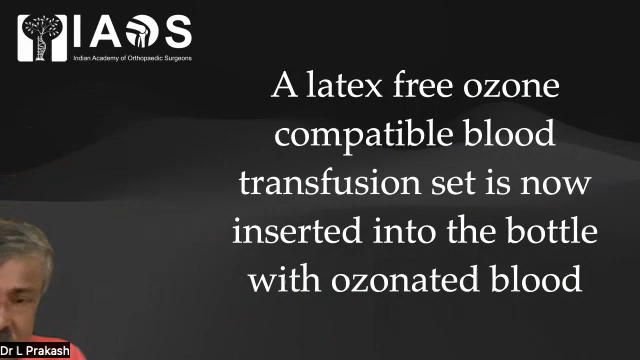 IAOS
Indian Academy of Orthopaedic Surgeons
A latex free ozone
compatible blood
transfusion set is now
inserted into the bottle
with ozonated blood
Dr L Prakash